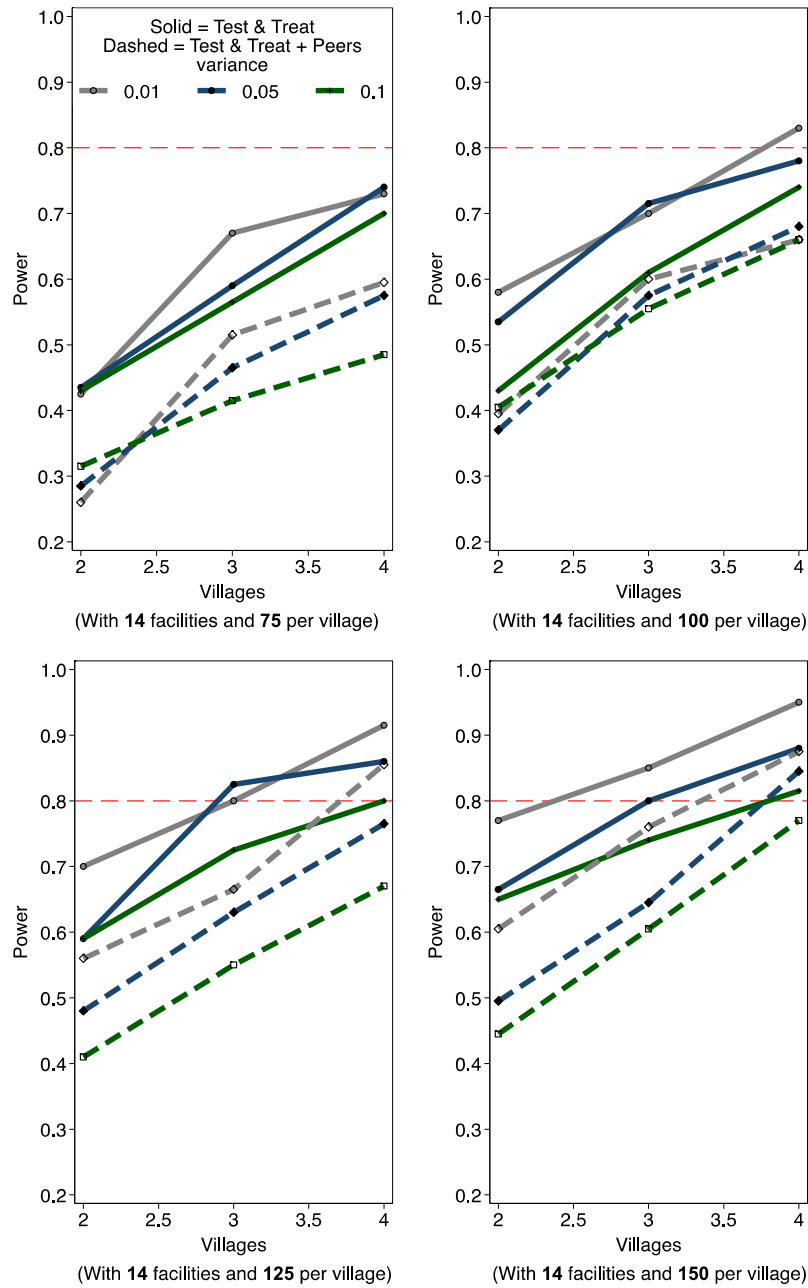 Solid = Test & Treat
Dashed = Test & Treat + Peers
variance
0.01 0.05 0.1
1.0
0.9
0.8
0.7
0.6
0.5
0.4
0.3
0.2
Power
2 2.5 3 3.5 4
Villages
(With 14 facilities and 75 per village)
1.0
0.9
0.8
0.7
0.6
0.5
0.4
0.3
0.2
Power
2 2.5 3 3.5 4
Villages
(With 14 facilities and 100 per village)
1.0
0.9
0.8
0.7
0.6
0.5
0.4
0.3
0.2
Power
2 2.5 3 3.5 4
Villages
(With 14 facilities and 125 per village)
1.0
0.9
0.8
0.7
0.6
0.5
0.4
0.3
0.2
Power
2 2.5 3 3.5 4
Villages
(With 14 facilities and 150 per village)